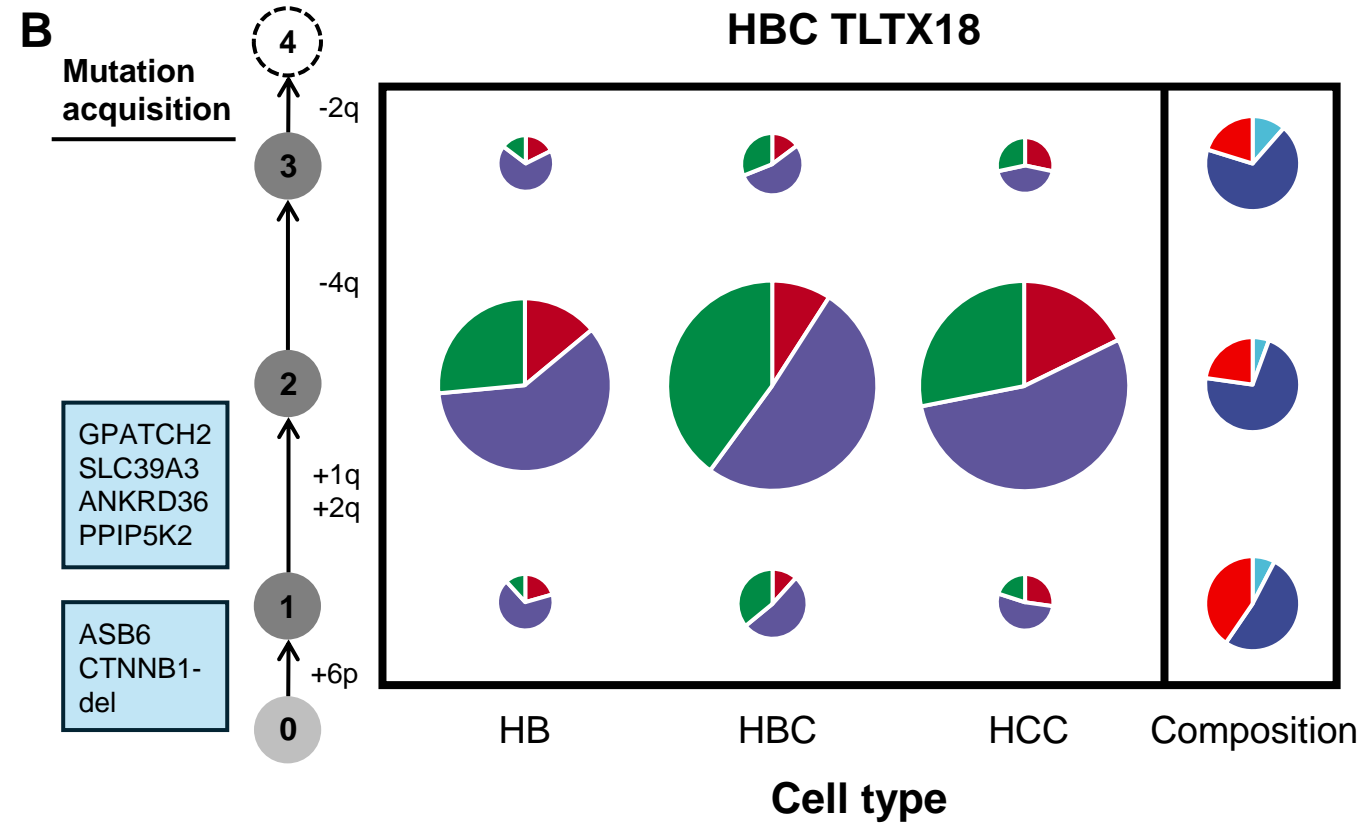 B
HBC TLTX18
Mutation
acquisition
4
-2q
3
-4q
2
GPATCH2
SLC39A3
ANKRD36
PPIP5K2
+1q
+2q
1
ASB6
CTNNB1-
del
+6p
0
HB
HBC
HCC
Composition
Cell type